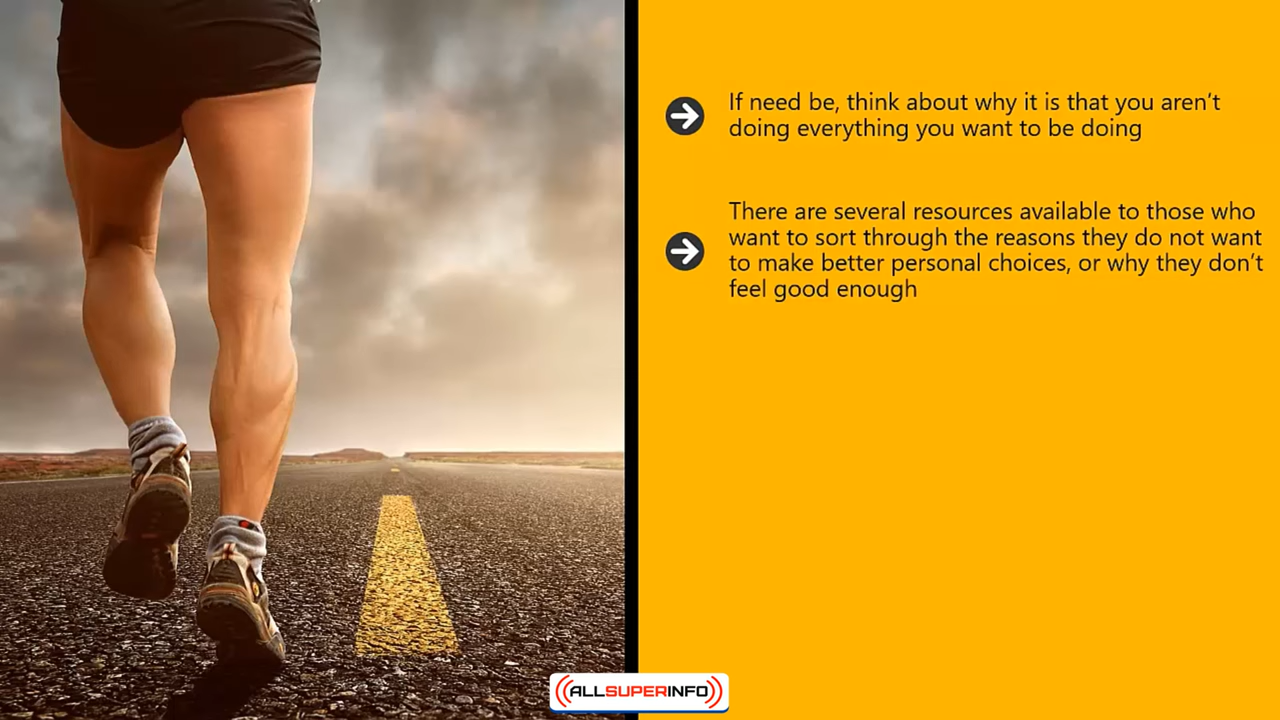 If need be, think about why it is that you aren’t
doing everything you want to be doing
There are several resources available to those who
want to sort through the reasons they do not want
to make better personal choices, or why they don’t
feel good enough
ALLSUPERINFO